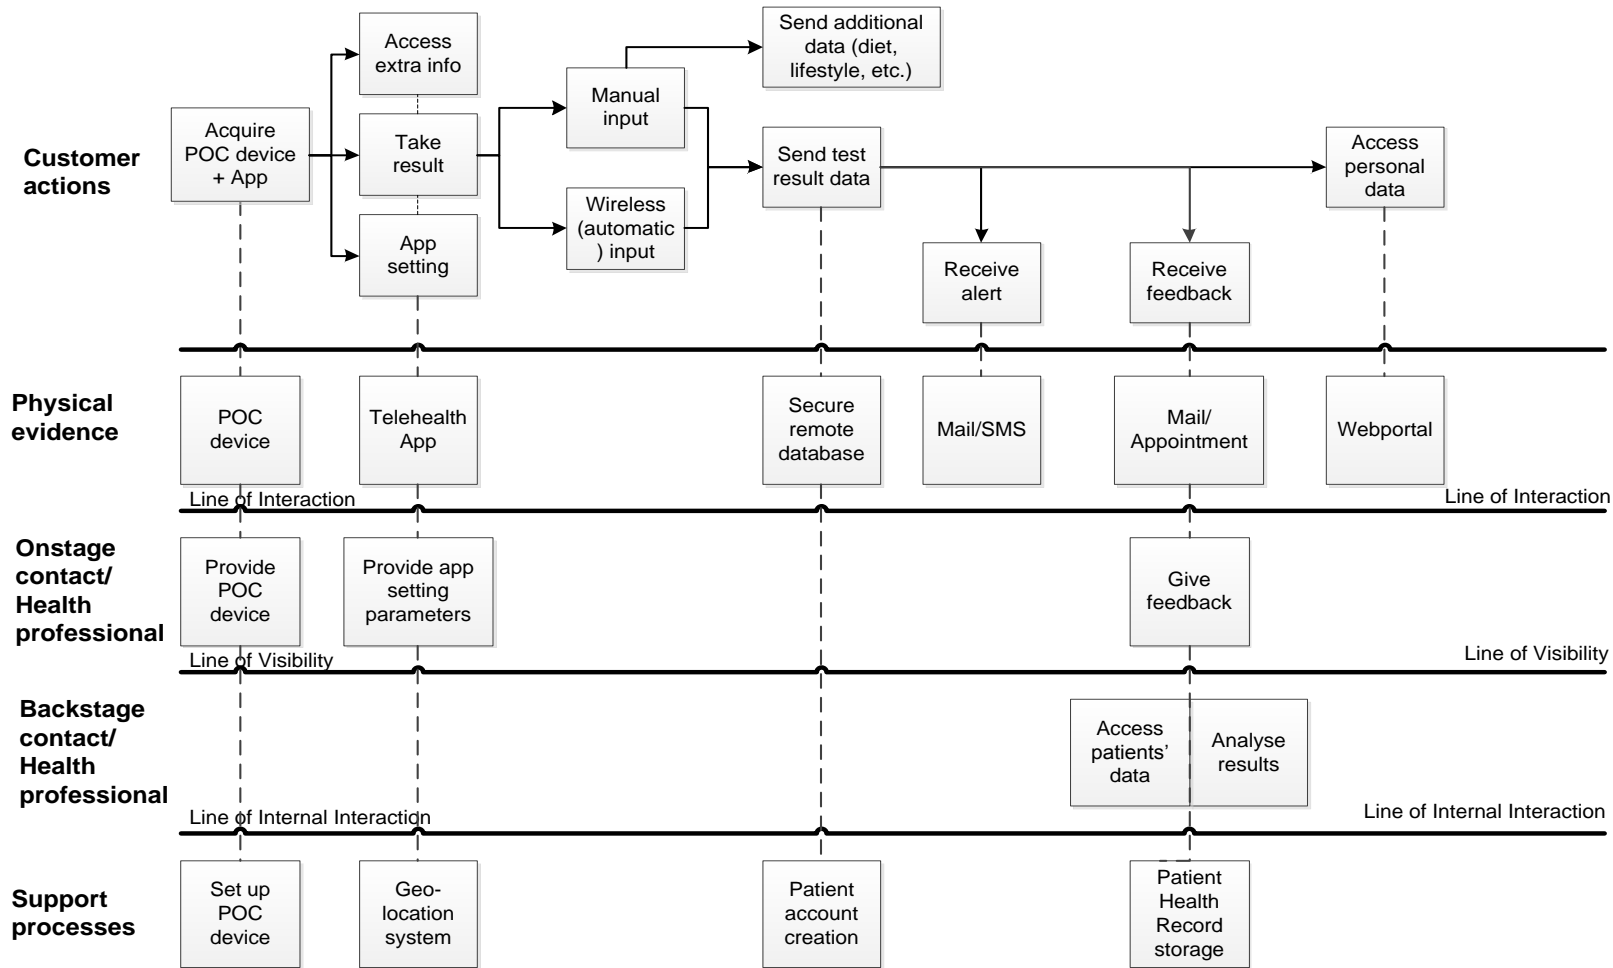 Customer
actions
Acquire
POC device
+ App
Access
extra info
Take
result
App
setting
Manual
input
Wireless
(automatic
) input
Send additional
data (diet,
lifestyle, etc.)
Send test
result data
Receive
alert
Receive
feedback
Access
personal
data
Physical
evidence
POC
device
Telehealth
App
Secure
remote
database
Mail/SMS
Mail/
Appointment
Webportal
Line of Interaction
Line of Interaction
Onstage
contact/
Health
professional
Provide
POC
device
Provide app
setting
parameters
Give
feedback
Line of Visibility
Line of Visibility
Backstage
contact/
Health
professional
Access
patients’
data
Analyse
results
Line of Internal Interaction
Line of Internal Interaction
Support
processes
Set up
POC
device
Geo-
location
system
Patient
account
creation
Patient
Health
Record
storage